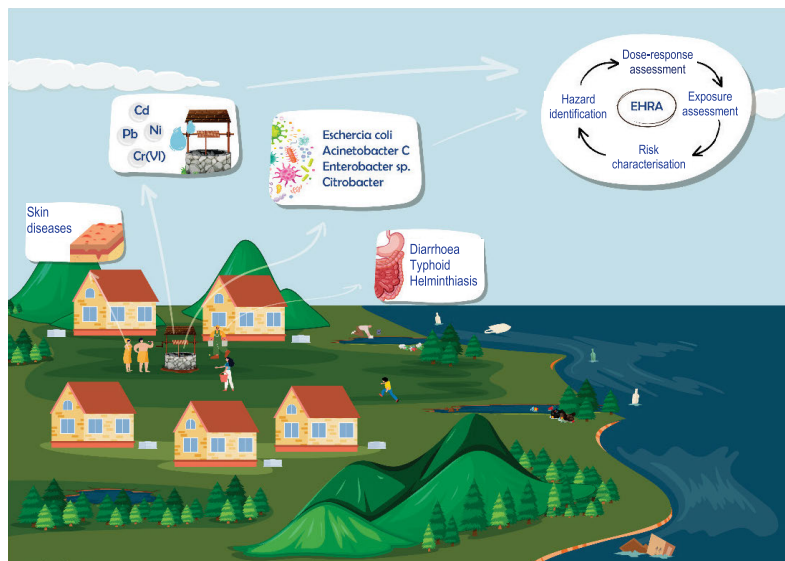 Dose-response
assessment
Hazard
identification
EHRA
Exposure
assessment
Risk
characterisation
Cd
Pb
Ni
Cr(VI)
Eschercia coli
Acinetobacter C
Enterobacter sp.
Citrobacter
Skin
diseases
Diarrhoea
Typhoid
Helminthiasis